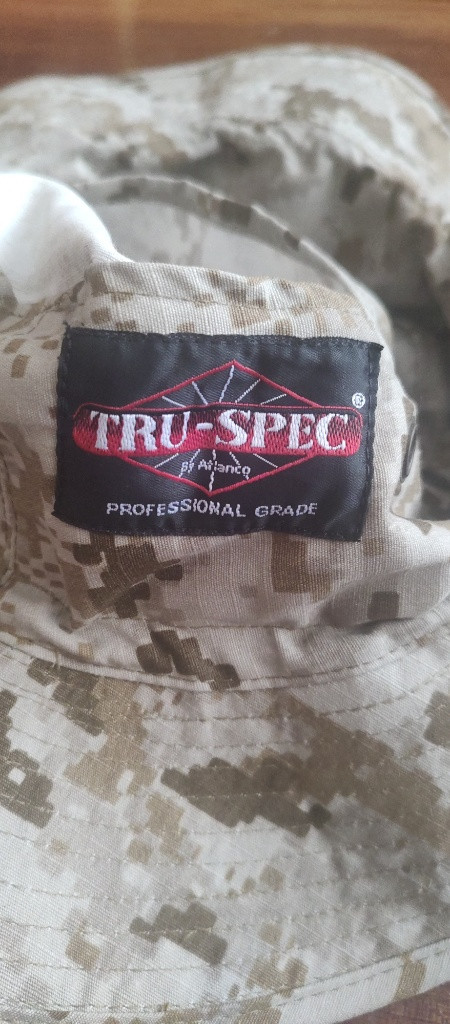 ®
TRU-SPEC
By Atlanco
PROFESSIONAL GRADE